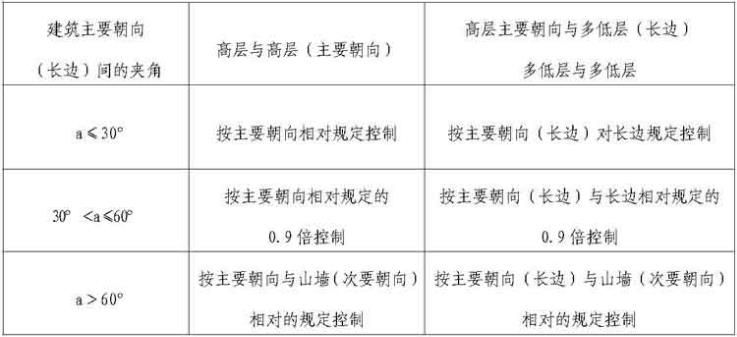 建筑主要朝向
（长边）间的夹角
高层与高层（主要朝向）
高层主要朝向与多低层（长边）
多低层与多低层
a≤30°
按主要朝向相对规定控制
按主要朝向（长边）对长边规定控制
30°＜a≤60°
按主要朝向相对规定的
0.9倍控制
按主要朝向（长边）与长边相对规定的
0.9倍控制
a＞60°
按主要朝向与山墙（次要朝向）
相对的规定控制
按主要朝向（长边）与山墙（次要朝向）
相对的规定控制